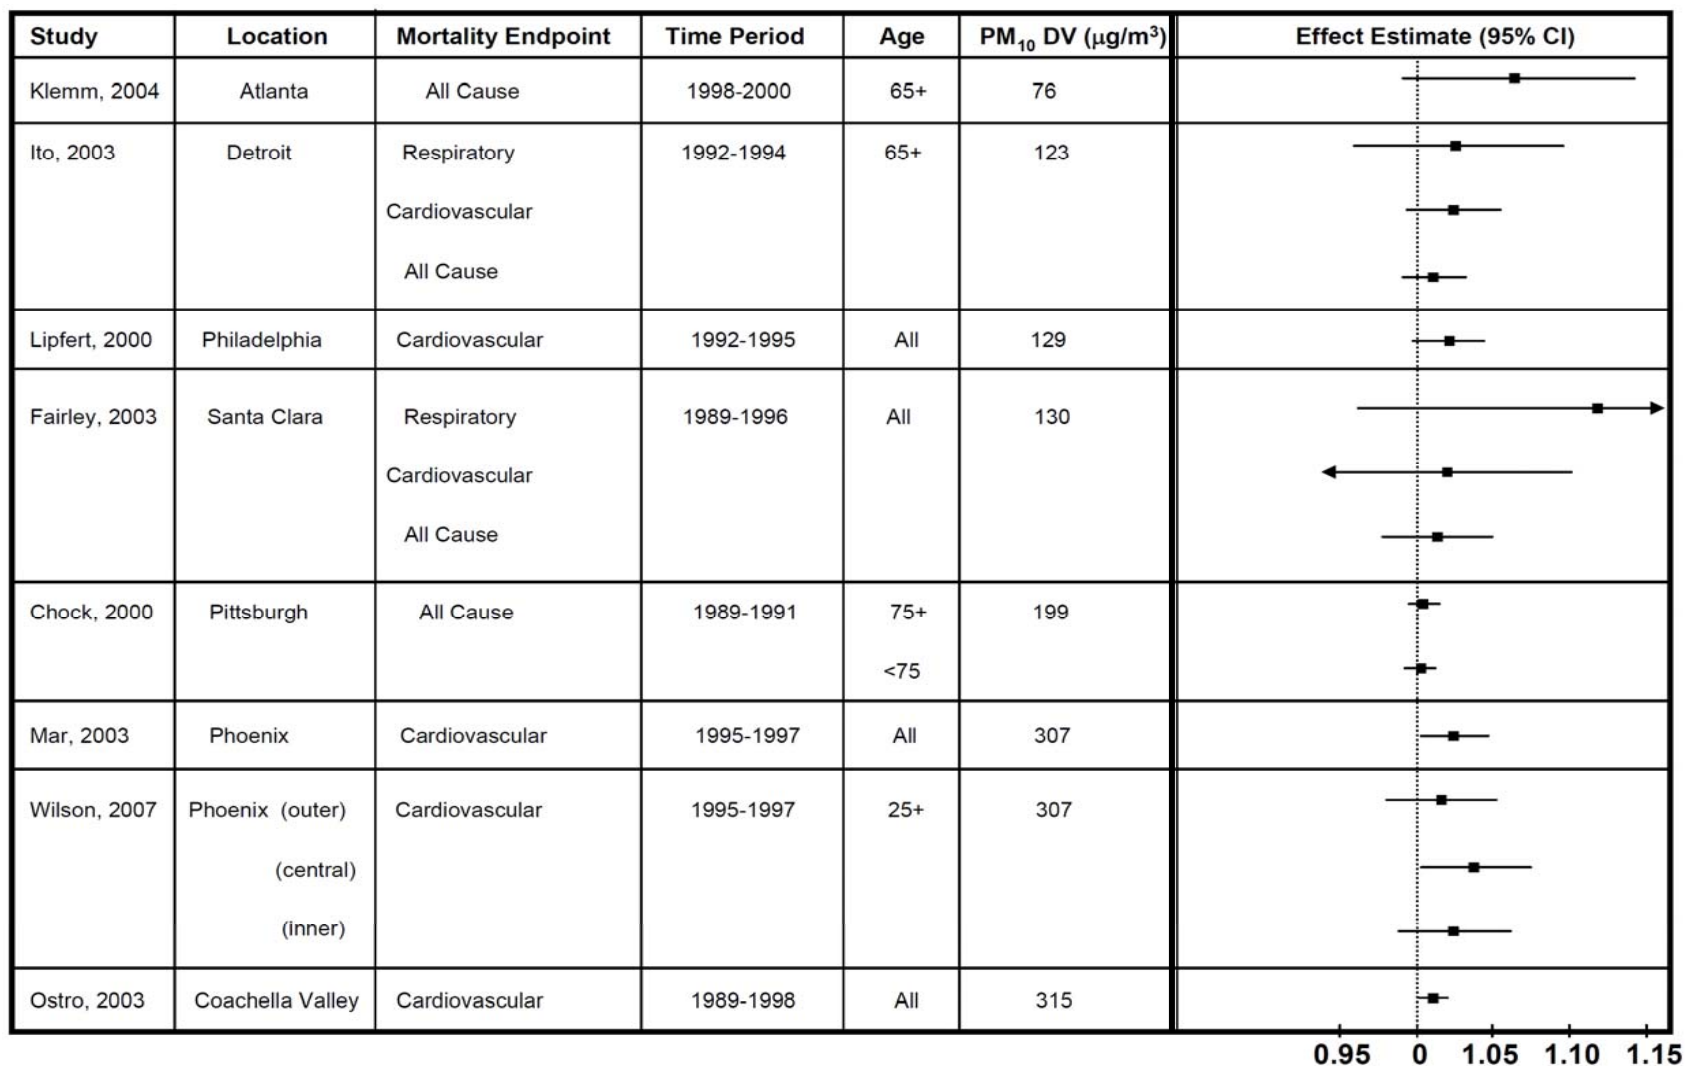 Study Location Mortality Endpoint Time Period Age PM10 DV (μg/m³) Effect Estimate (95% CI)
Klemm, 2004 Atlanta All Cause 1998-2000 65+ 76
Ito, 2003 Detroit Respiratory 1992-1994 65+ 123
Cardiovascular
All Cause
Lipfert, 2000 Philadelphia Cardiovascular 1992-1995 All 129
Fairley, 2003 Santa Clara Respiratory 1989-1996 All 130
Cardiovascular
All Cause
Chock, 2000 Pittsburgh All Cause 1989-1991 75+ 199
<75
Mar, 2003 Phoenix Cardiovascular 1995-1997 All 307
Wilson, 2007 Phoenix (outer) Cardiovascular 1995-1997 25+ 307
(central)
(inner)
Ostro, 2003 Coachella Valley Cardiovascular 1989-1998 All 315
0.95 0 1.05 1.10 1.15